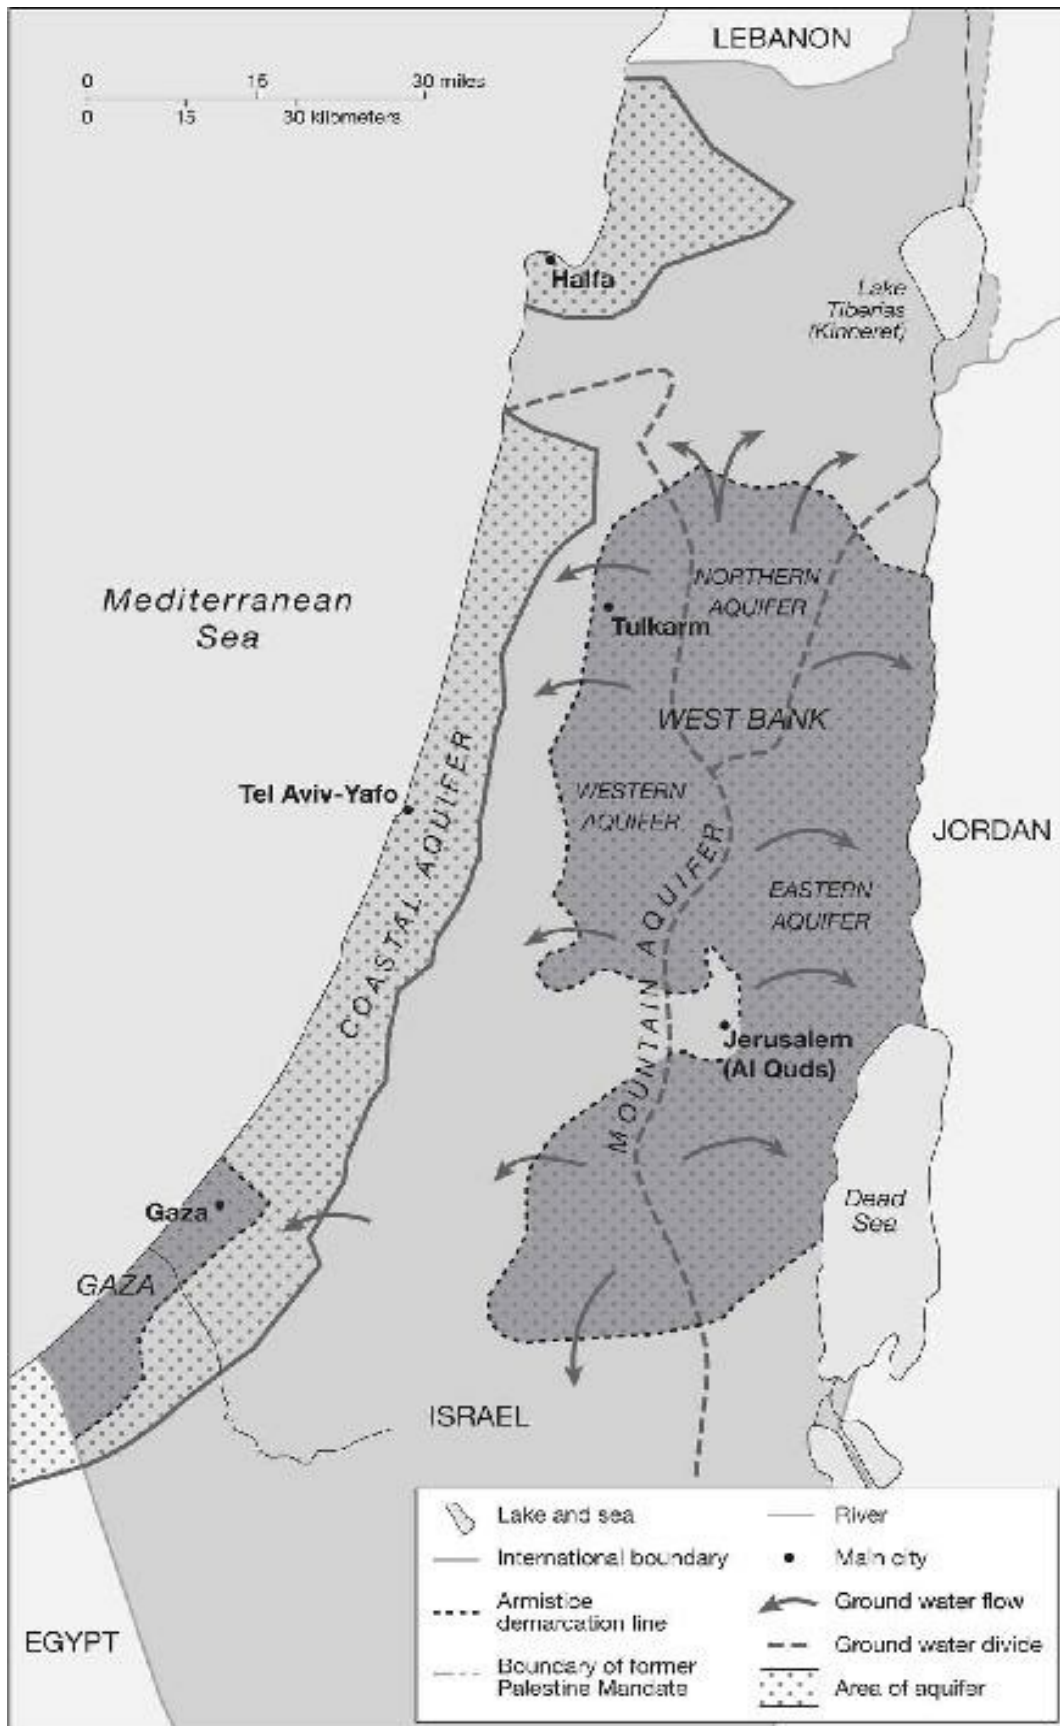 LEBANON
0 15 30 miles
0 15 30 kilometers
Haifa
Lake
Tiberias
(Kinneret)
Mediterranean
Sea
NORTHERN
AQUIFER
Tulkarm
WEST BANK
Tel Aviv-Yafo
WESTERN
AQUIFER
COASTAL AQUIFER
MOUNTAIN AQUIFER
JORDAN
EASTERN
AQUIFER
Jerusalem
(Al Quds)
Dead
Sea
Gaza
GAZA
ISRAEL
EGYPT
Lake and sea
International boundary
Armistice
demarcation line
Boundary of former
Palestine Mandate
River
Main city
Ground water flow
Ground water divide
Area of aquifer